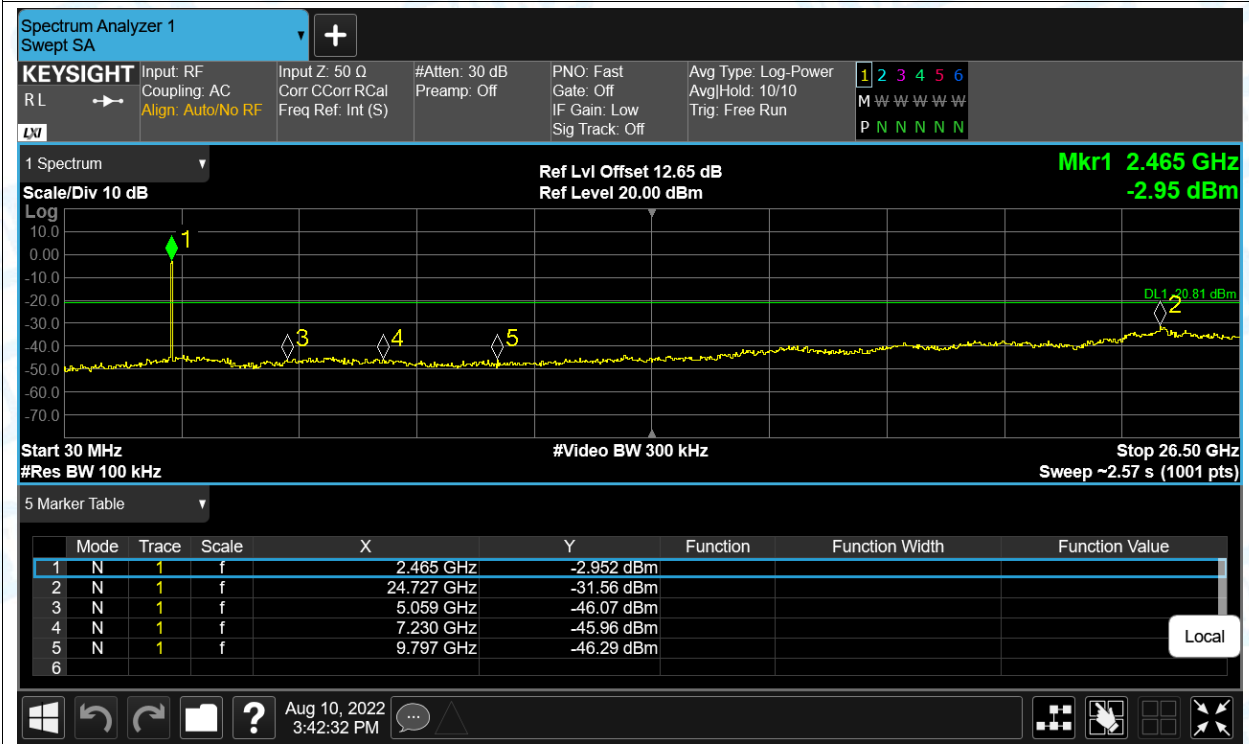 Spectrum Analyzer 1
Swept SA
KEYSIGHT
R L
LXI
Input: RF
Coupling: AC
Align: Auto/No RF
Input Z: 50 Ω
Corr CCorr RCal
Freq Ref: Int (S)
#Atten: 30 dB
Preamp: Off
PNO: Fast
Gate: Off
IF Gain: Low
Sig Track: Off
Avg Type: Log-Power
Avg|Hold: 10/10
Trig: Free Run
1 2 3 4 5 6
M W W W W W
P N N N N N
1 Spectrum
Scale/Div 10 dB
Ref Lvl Offset 12.65 dB
Ref Level 20.00 dBm
Mkr1 2.465 GHz
-2.95 dBm
Log
10.0
0.00
-10.0
-20.0
-30.0
-40.0
-50.0
-60.0
-70.0
1
3
4
5
2
DL1 -20.81 dBm
Start 30 MHz
#Res BW 100 kHz
#Video BW 300 kHz
Stop 26.50 GHz
Sweep ~2.57 s (1001 pts)
5 Marker Table
Mode Trace Scale X Y Function Function Width Function Value
1 N 1 f 2.465 GHz -2.952 dBm
2 N 1 f 24.727 GHz -31.56 dBm
3 N 1 f 5.059 GHz -46.07 dBm
4 N 1 f 7.230 GHz -45.96 dBm
5 N 1 f 9.797 GHz -46.29 dBm
6
Local
?
Aug 10, 2022
3:42:32 PM